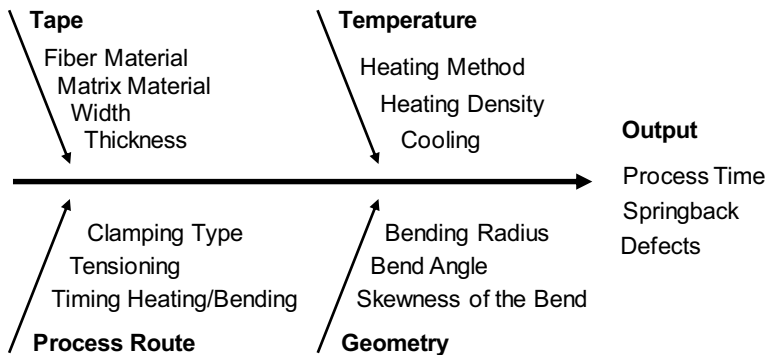 Tape
Fiber Material
Matrix Material
Width
Thickness
Temperature
Heating Method
Heating Density
Cooling
Output
Process Time
Springback
Defects
Clamping Type
Tensioning
Timing Heating/Bending
Process Route
Bending Radius
Bend Angle
Skewness of the Bend
Geometry